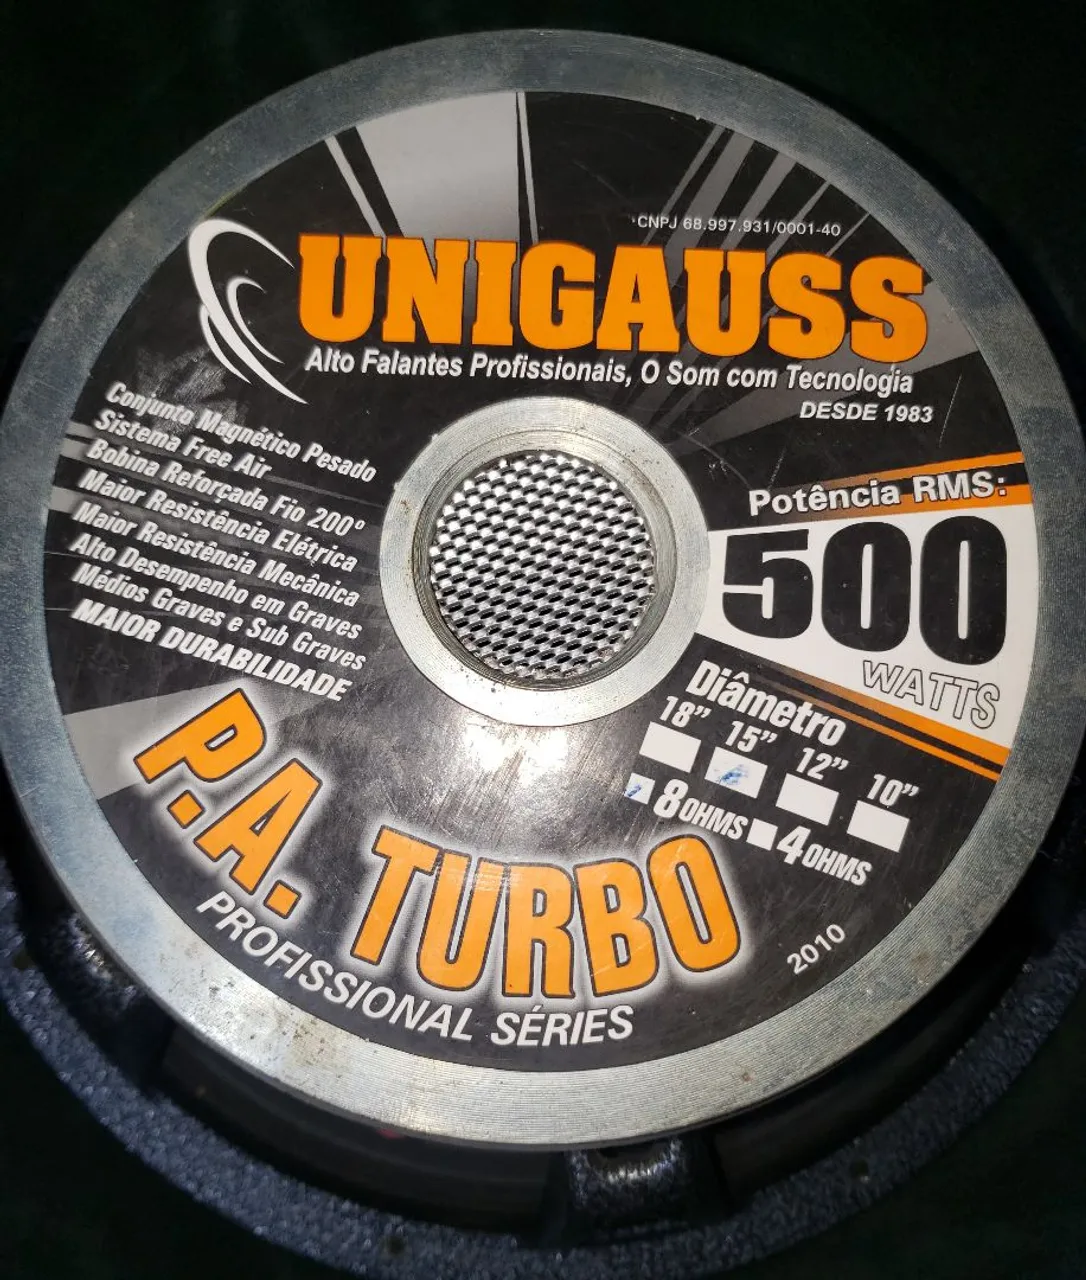 CNPJ 68.997.931/0001-40
UNIGAUSS
Alto Falantes Profissionais, O Som com Tecnologia
DESDE 1983
Conjunto Magnético Pesado
Sistema Free Air
Bobina Reforçada Fio 200º
Maior Resistência Elétrica
Maior Resistência Mecânica
Alto Desempenho em Graves
Médios Graves e Sub Graves
MAIOR DURABILIDADE
Potência RMS:
500
WATTS
Diâmetro
18” 15” 12” 10”
8 OHMS 4 OHMS
P.A. TURBO
PROFISSIONAL SÉRIES
2010